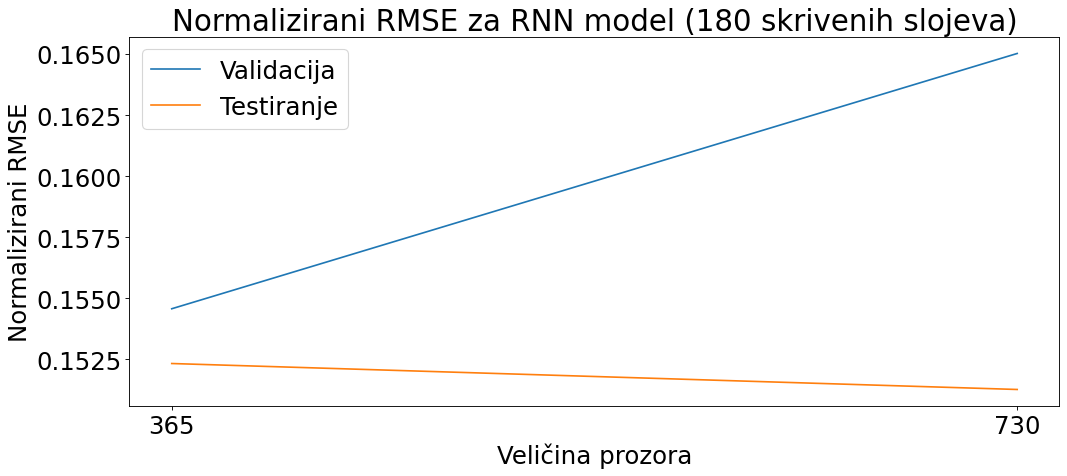 Normalizirani RMSE za RNN model (180 skrivenih slojeva)
Validacija
Testiranje
Normalizirani RMSE
0.1650
0.1625
0.1600
0.1575
0.1550
0.1525
365
730
Veličina prozora